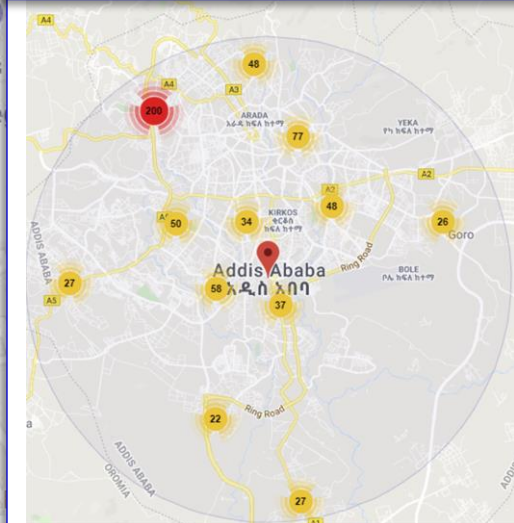 A4
48
A4
A3
200
ARADA
አራዳ ክፍለ ከተማ
YEKA
የካ ክፍለ ከተማ
77
A2
A2
48
KIRKOS
ቂርቆስ
ክፍለ ከተማ
50
34
26
Goro
ADDIS ABABA
Ring Road
Addis Ababa
አዲስ አበባ
BOLE
ቦሌ ክፍለ ከተማ
27
A5
58
37
22
Ring Road
ADDIS ABABA
OROMIA
27
A1